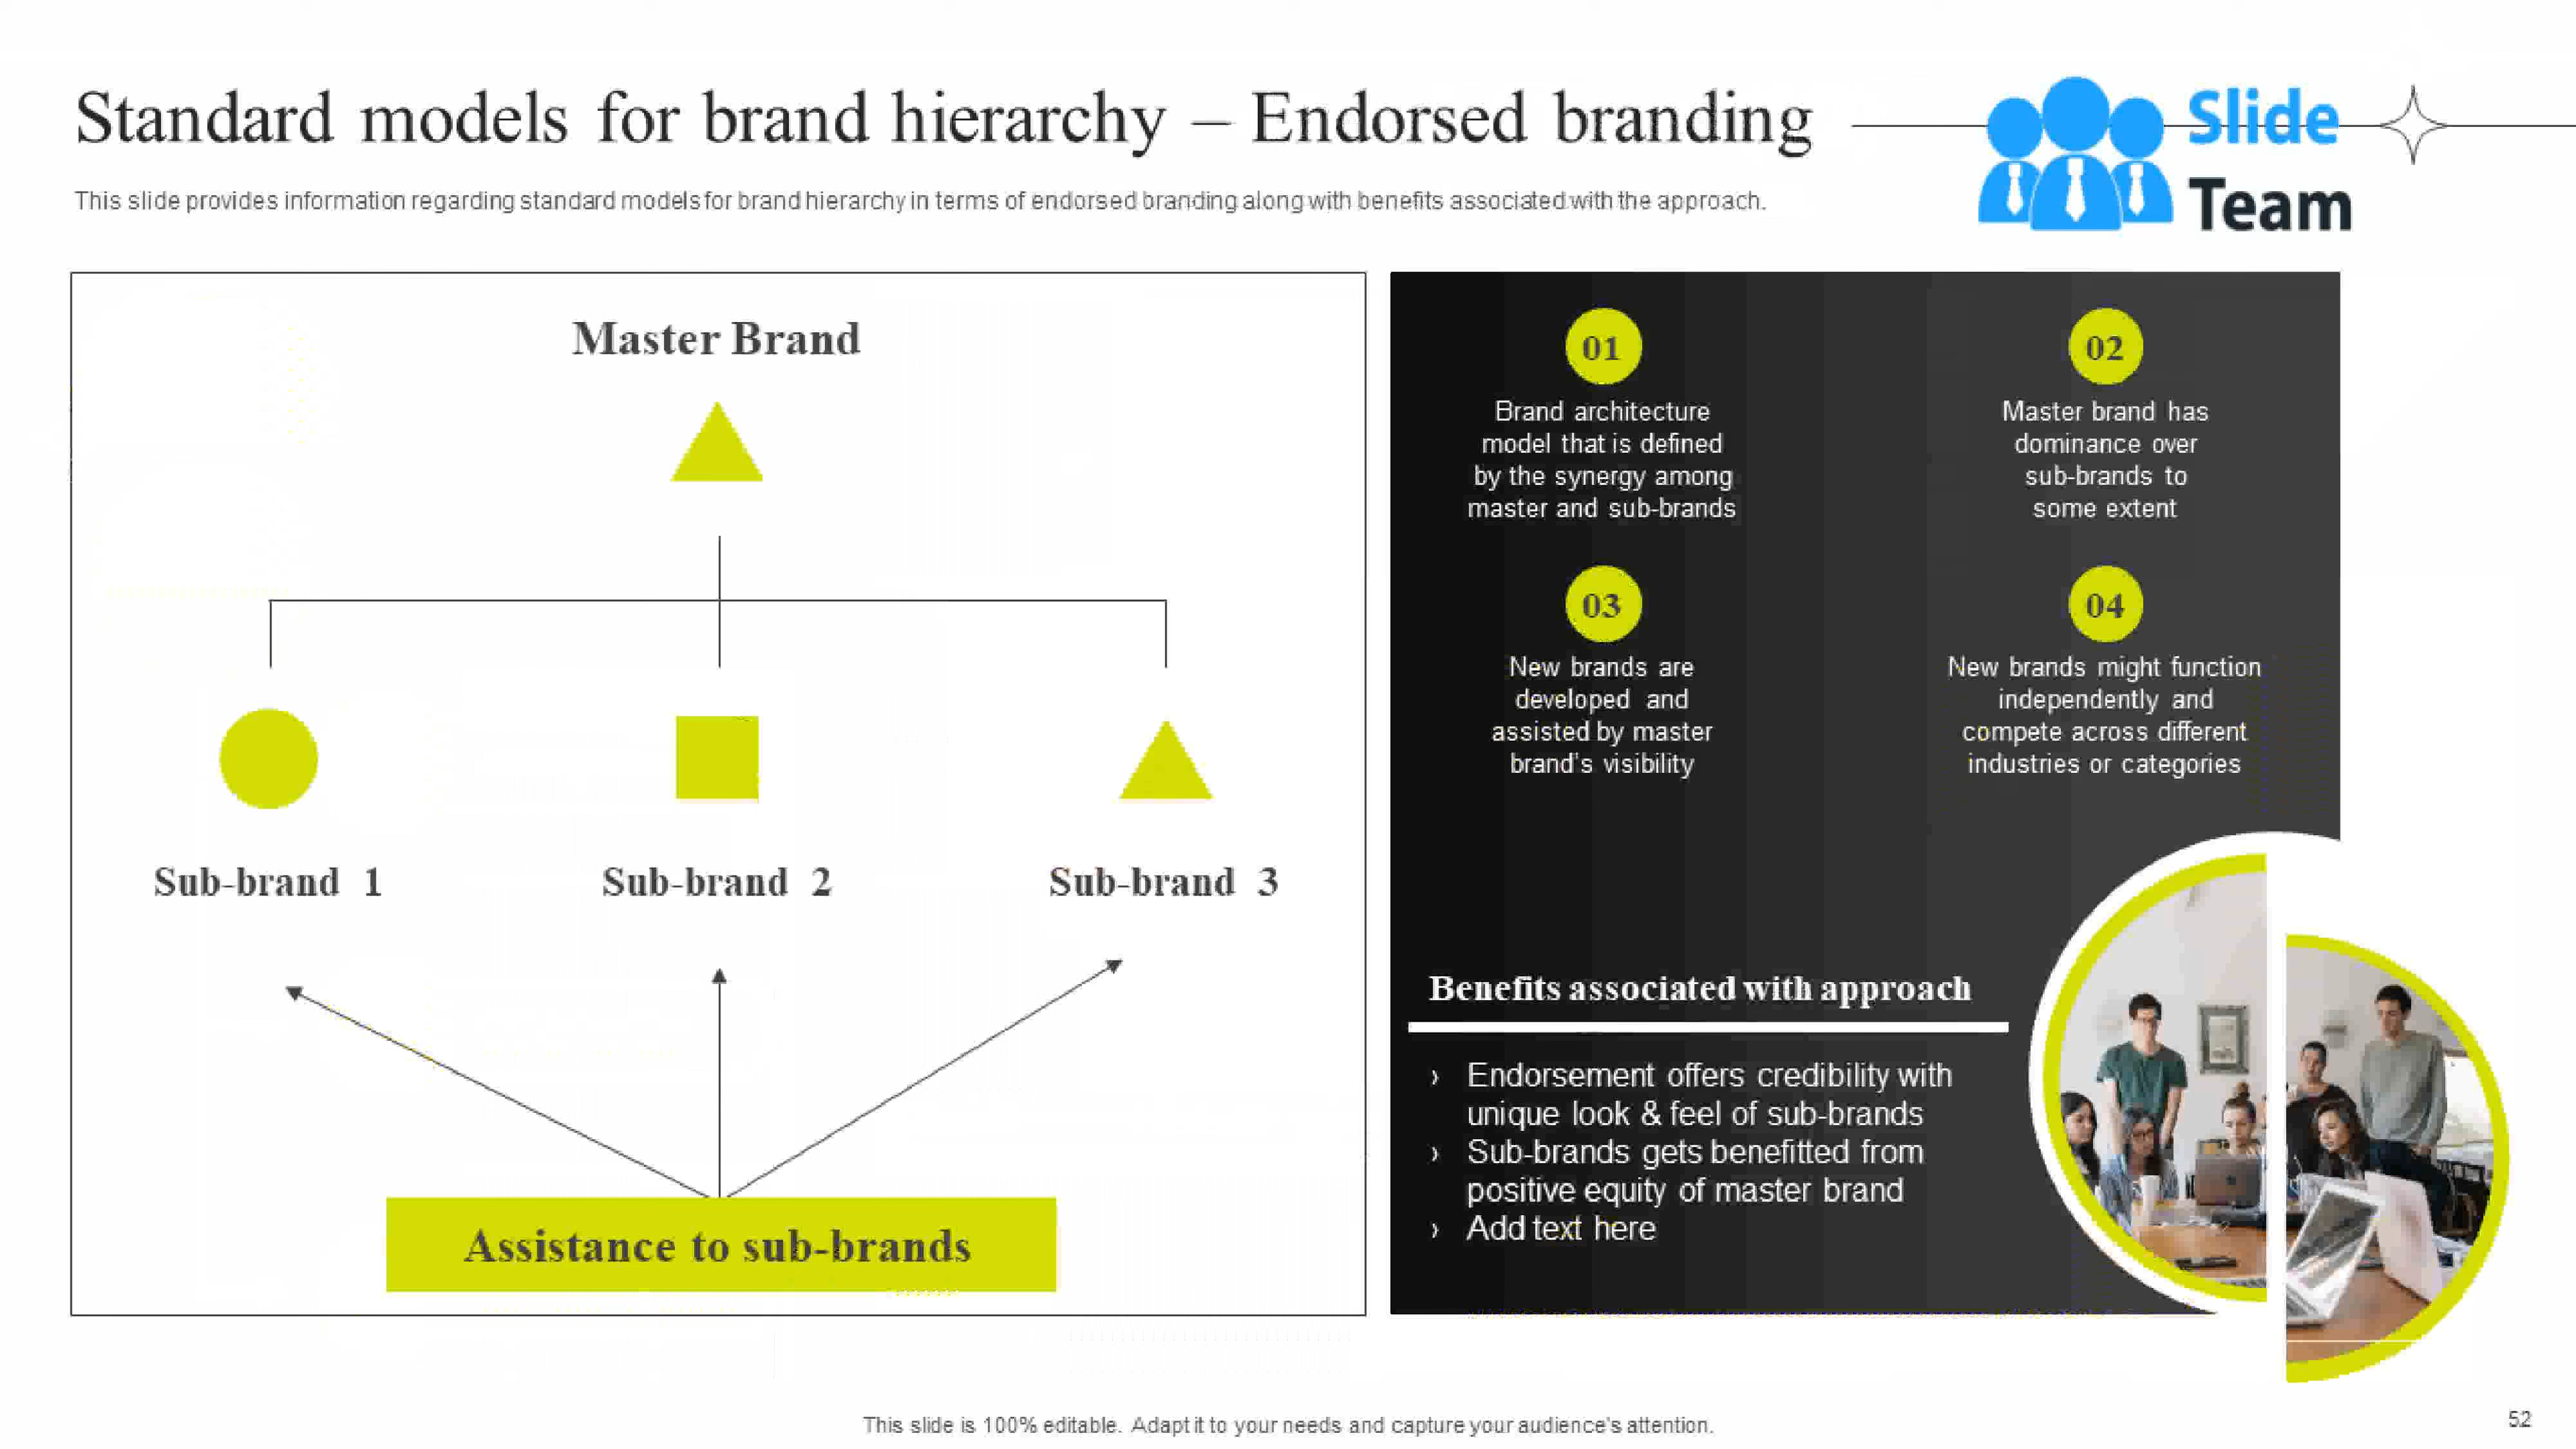 Standard models for brand hierarchy – Endorsed branding
Slide
Team
This slide provides information regarding standard models for brand hierarchy in terms of endorsed branding along with benefits associated with the approach.
Master Brand
Sub-brand 1
Sub-brand 2
Sub-brand 3
Assistance to sub-brands
01
Brand architecture
model that is defined
by the synergy among
master and sub-brands
02
Master brand has
dominance over
sub-brands to
some extent
03
New brands are
developed and
assisted by master
brand's visibility
04
New brands might function
independently and
compete across different
industries or categories
Benefits associated with approach
› Endorsement offers credibility with
unique look & feel of sub-brands
› Sub-brands gets benefitted from
positive equity of master brand
› Add text here
This slide is 100% editable. Adapt it to your needs and capture your audience's attention.
52